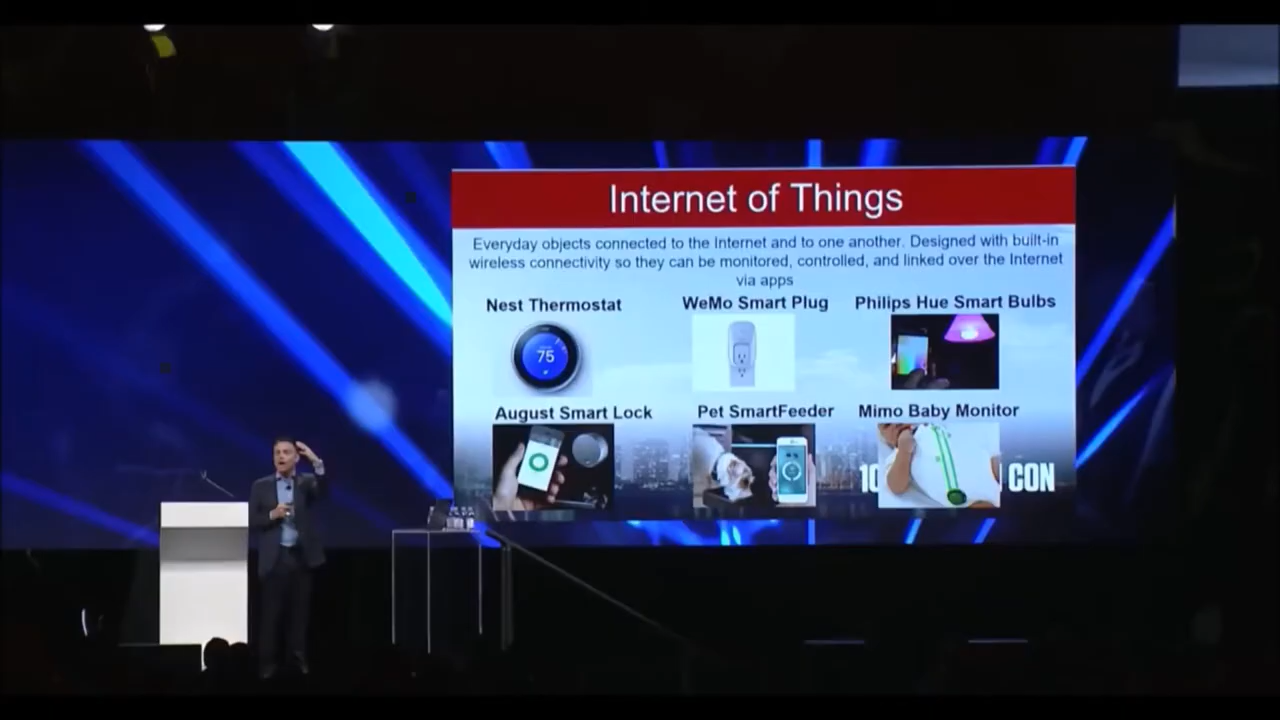 Internet of Things
Everyday objects connected to the Internet and to one another. Designed with built-in
wireless connectivity so they can be monitored, controlled, and linked over the Internet
via apps
Nest Thermostat
WeMo Smart Plug
Philips Hue Smart Bulbs
75
August Smart Lock
Pet SmartFeeder
Mimo Baby Monitor
10
CON